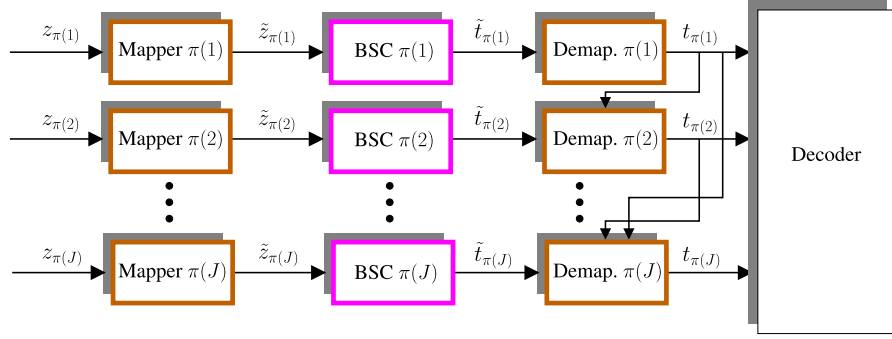 z_{π(1)} Mapper π(1) z̃_{π(1)} BSC π(1) t̃_{π(1)} Demap. π(1) t_{π(1)}
z_{π(2)} Mapper π(2) z̃_{π(2)} BSC π(2) t̃_{π(2)} Demap. π(2) t_{π(2)}
Decoder
z_{π(J)} Mapper π(J) z̃_{π(J)} BSC π(J) t̃_{π(J)} Demap. π(J) t_{π(J)}